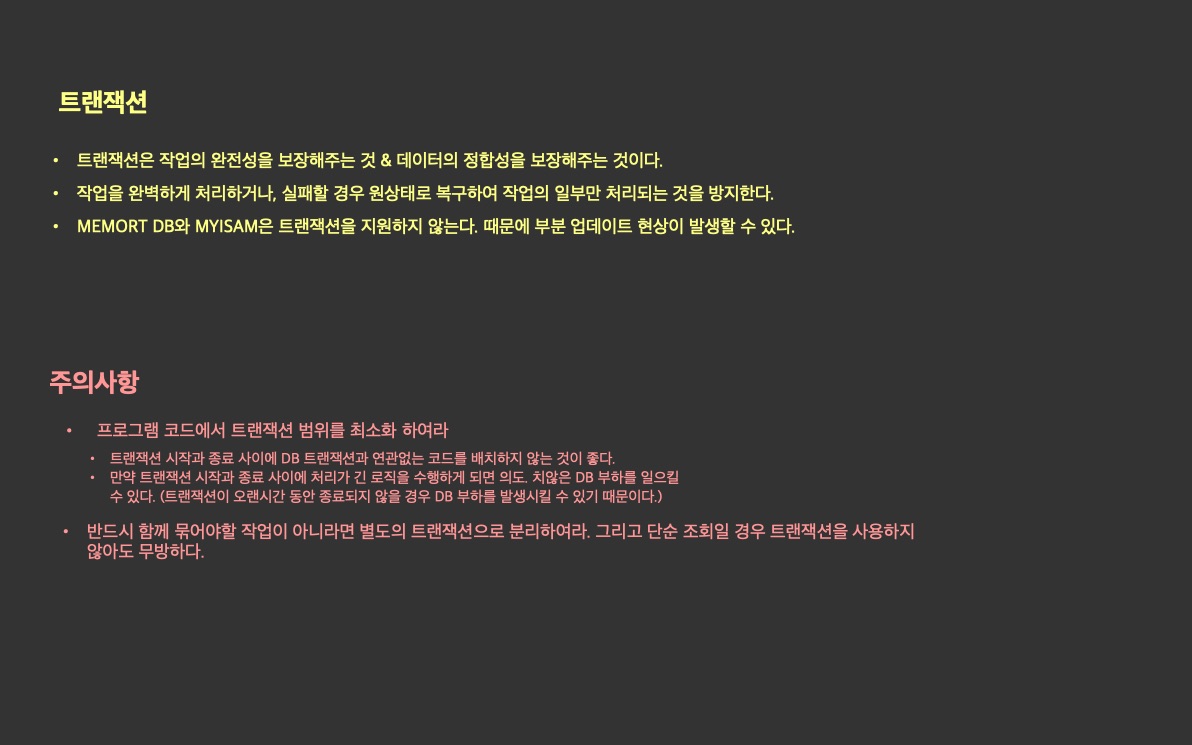 트랜잭션
• 트랜잭션은 작업의 완전성을 보장해주는 것 & 데이터의 정합성을 보장해주는 것이다.
• 작업을 완벽하게 처리하거나, 실패할 경우 원상태로 복구하여 작업의 일부만 처리되는 것을 방지한다.
• MEMORT DB와 MYISAM은 트랜잭션을 지원하지 않는다. 때문에 부분 업데이트 현상이 발생할 수 있다.
주의사항
• 프로그램 코드에서 트랜잭션 범위를 최소화 하여라
• 트랜잭션 시작과 종료 사이에 DB 트랜잭션과 연관없는 코드를 배치하지 않는 것이 좋다.
• 만약 트랜잭션 시작과 종료 사이에 처리가 긴 로직을 수행하게 되면 의도. 치않은 DB 부하를 일으킬
수 있다. (트랜잭션이 오랜시간 동안 종료되지 않을 경우 DB 부하를 발생시킬 수 있기 때문이다.)
• 반드시 함께 묶어야할 작업이 아니라면 별도의 트랜잭션으로 분리하여라. 그리고 단순 조회일 경우 트랜잭션을 사용하지
않아도 무방하다.